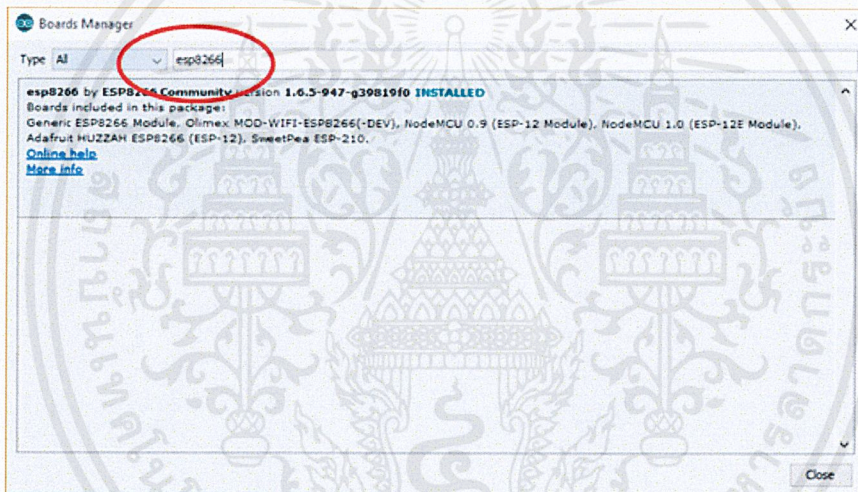 Boards Manager
Type All esp8266
esp8266 by ESP8266 Community version 1.6.5-947-g39819f0 INSTALLED
Boards included in this package:
Generic ESP8266 Module, Olimex MOD-WIFI-ESP8266(-DEV), NodeMCU 0.9 (ESP-12 Module), NodeMCU 1.0 (ESP-12E Module),
Adafruit HUZZAH ESP8266 (ESP-12), SweetPea ESP-210.
Online help
More info
Close